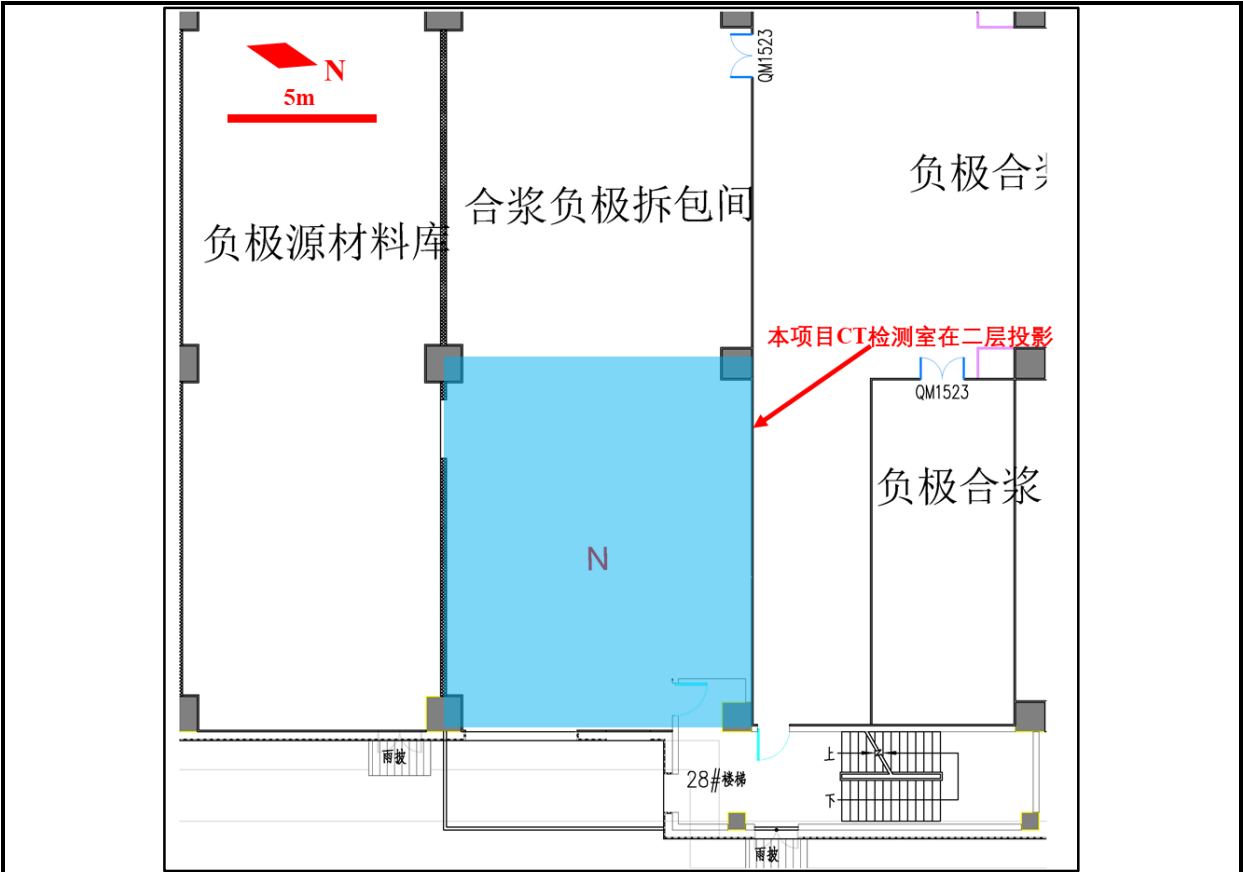 N
5m
QM1523
负极合
合浆负极拆包间
负极源材料库
本项目CT检测室在二层投影
QM1523
负极合浆
N
上
雨披
28#楼梯
下
雨披